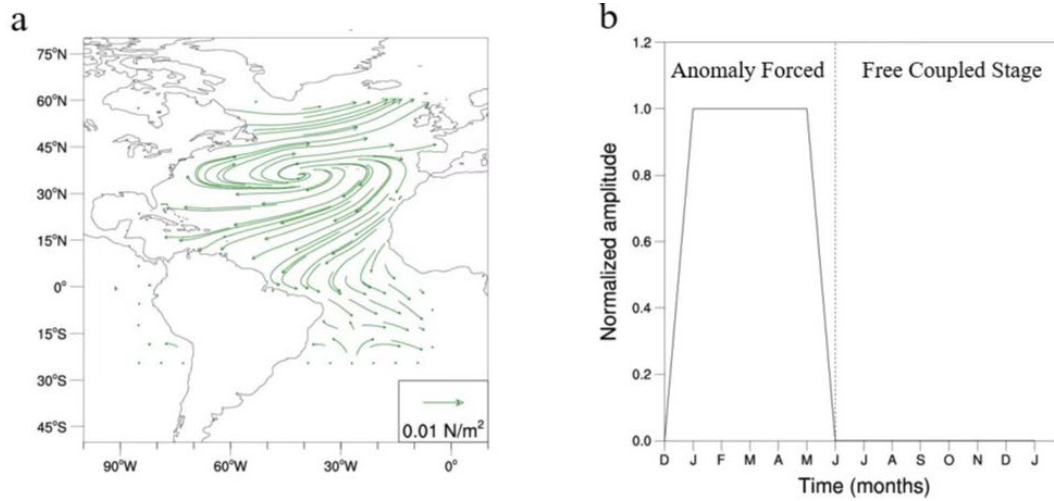 a
75°N
60°N
45°N
30°N
15°N
0°
15°S
30°S
45°S
90°W
60°W
30°W
0°
0.01 N/m²
b
Anomaly Forced
Free Coupled Stage
Normalized amplitude
1.2
1.0
0.8
0.6
0.4
0.2
0.0
D J F M A M J J A S O N D J
Time (months)